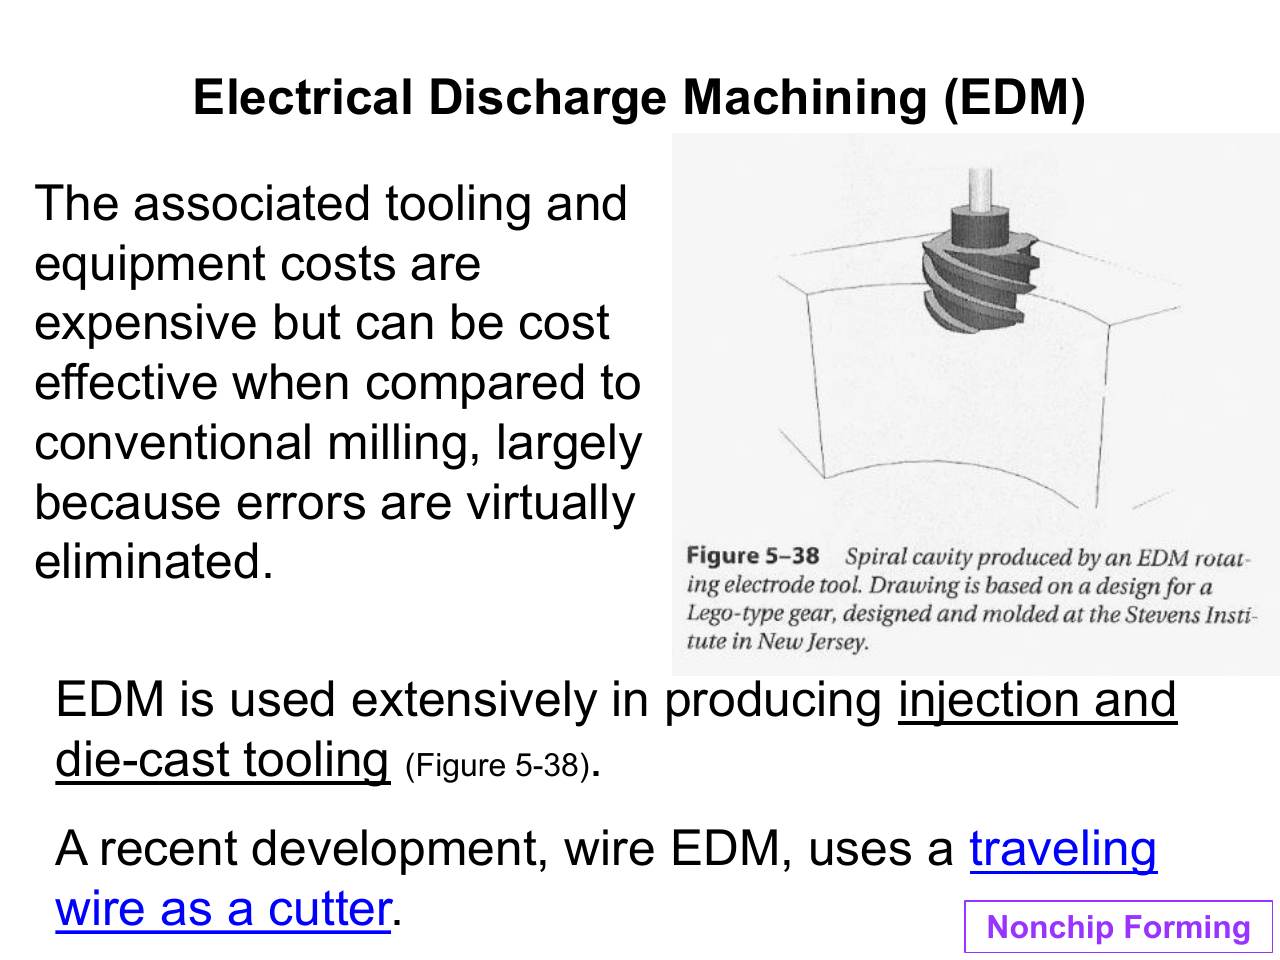 Electrical Discharge Machining (EDM)
The associated tooling and
equipment costs are
expensive but can be cost
effective when compared to
conventional milling, largely
because errors are virtually
eliminated.
Figure 5–38 Spiral cavity produced by an EDM rotat-
ing electrode tool. Drawing is based on a design for a
Lego-type gear, designed and molded at the Stevens Insti-
tute in New Jersey.
EDM is used extensively in producing injection and
die-cast tooling (Figure 5-38).
A recent development, wire EDM, uses a traveling
wire as a cutter.
Nonchip Forming